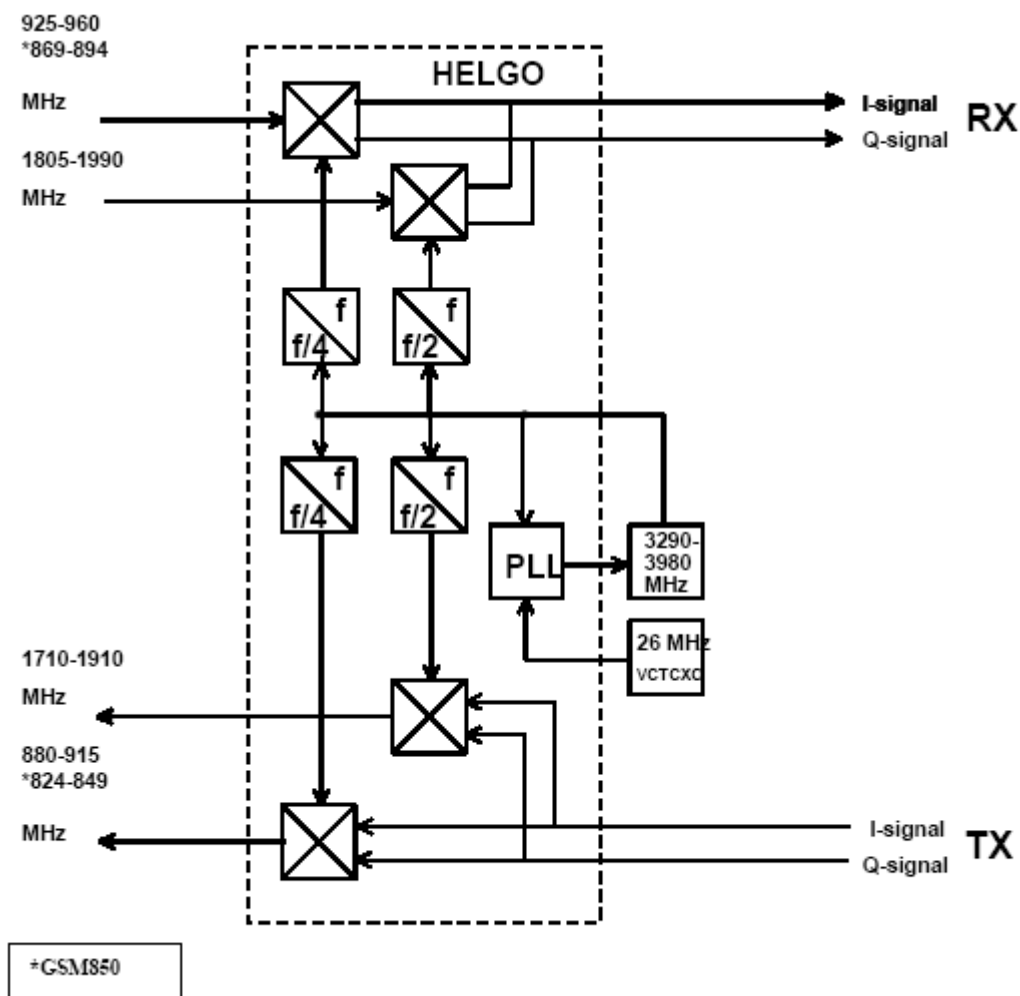 925-960
*869-894
MHz
HELGO
I-signal
RX
Q-signal
1805-1990
MHz
f
f/4
f
f/2
f
f/4
f
f/2
PLL
3290-
3980
MHz
26 MHz
VCTCXO
1710-1910
MHz
880-915
*824-849
MHz
I-signal
TX
Q-signal
*GSM850